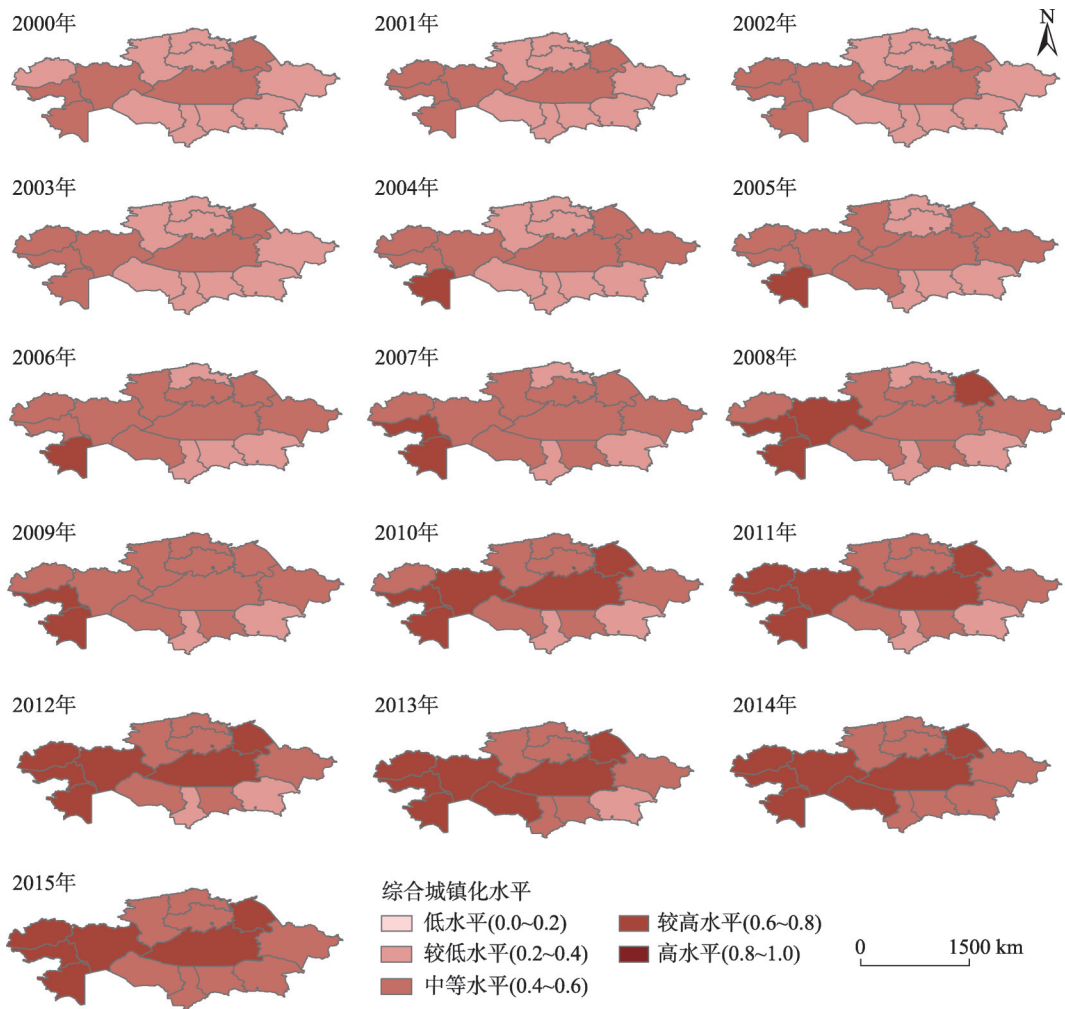 2000年
2001年
2002年
N
2003年
2004年
2005年
2006年
2007年
2008年
2009年
2010年
2011年
2012年
2013年
2014年
2015年
综合城镇化水平
低水平(0.0~0.2)
较低水平(0.2~0.4)
中等水平(0.4~0.6)
较高水平(0.6~0.8)
高水平(0.8~1.0)
0 1500 km